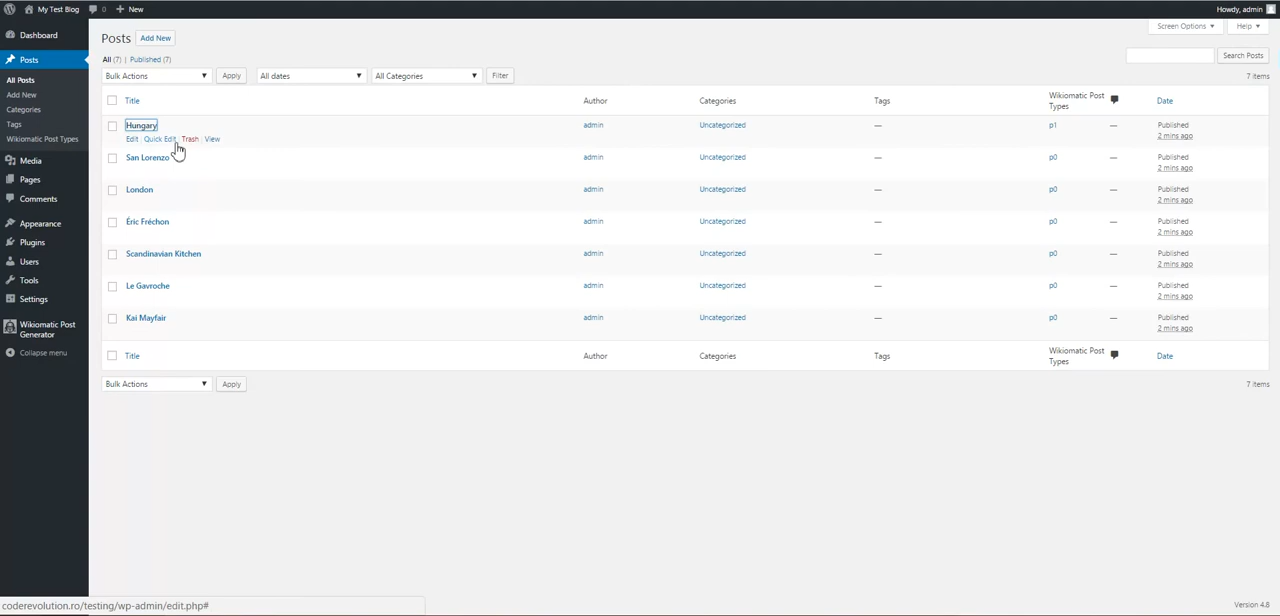 My Test Blog 0 + New Howdy, admin
Dashboard
Posts
All Posts
Add New
Categories
Tags
Wikiomatic Post Types
Media
Pages
Comments
Appearance
Plugins
Users
Tools
Settings
Wikiomatic Post
Generator
Collapse menu
Screen Options ▼ Help ▼
Posts Add New
All (7) | Published (7)
Search Posts
Bulk Actions Apply All dates All Categories Filter 7 items
Title Author Categories Tags Wikiomatic Post Types Date
Hungary admin Uncategorized — p1 — Published
Edit | Quick Edit | Trash | View 2 mins ago
San Lorenzo admin Uncategorized — p0 — Published
2 mins ago
London admin Uncategorized — p0 — Published
2 mins ago
Éric Fréchon admin Uncategorized — p0 — Published
2 mins ago
Scandinavian Kitchen admin Uncategorized — p0 — Published
2 mins ago
Le Gavroche admin Uncategorized — p0 — Published
2 mins ago
Kai Mayfair admin Uncategorized — p0 — Published
2 mins ago
Title Author Categories Tags Wikiomatic Post Types Date
Bulk Actions Apply 7 items
coderevolution.ro/testing/wp-admin/edit.php# Version 4.8